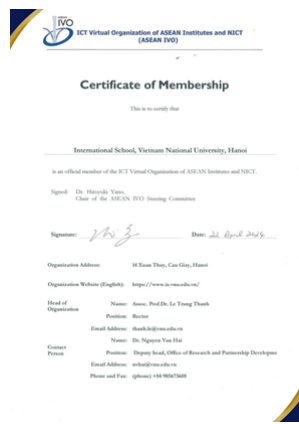 IVO
ICT Virtual Organization of ASEAN Institutes and NICT
(ASEAN IVO)
Certificate of Membership
This is to certify that
International School, Vietnam National University, Hanoi
is an official member of the ICT Virtual Organization of ASEAN Institutes and NICT.
Signed: Dr. Hiroyuki Yano,
Chair of the ASEAN IVO Steering Committee
Signature: Date: 22 April 2024
Organization Address: 144 Xuan Thuy, Cau Giay, Hanoi
Organization Website (English): https://www.is.vnu.edu.vn/
Head of Organization
Name: Assoc. Prof.Dr. Le Trung Thanh
Position: Rector
Email Address: thanh.le@vnu.edu.vn
Contact Person
Name: Dr. Nguyen Van Hai
Position: Deputy head, Office of Research and Partnership Developme
Email Address: nvhai@vnu.edu.vn
Phone and Fax: (phone) +84